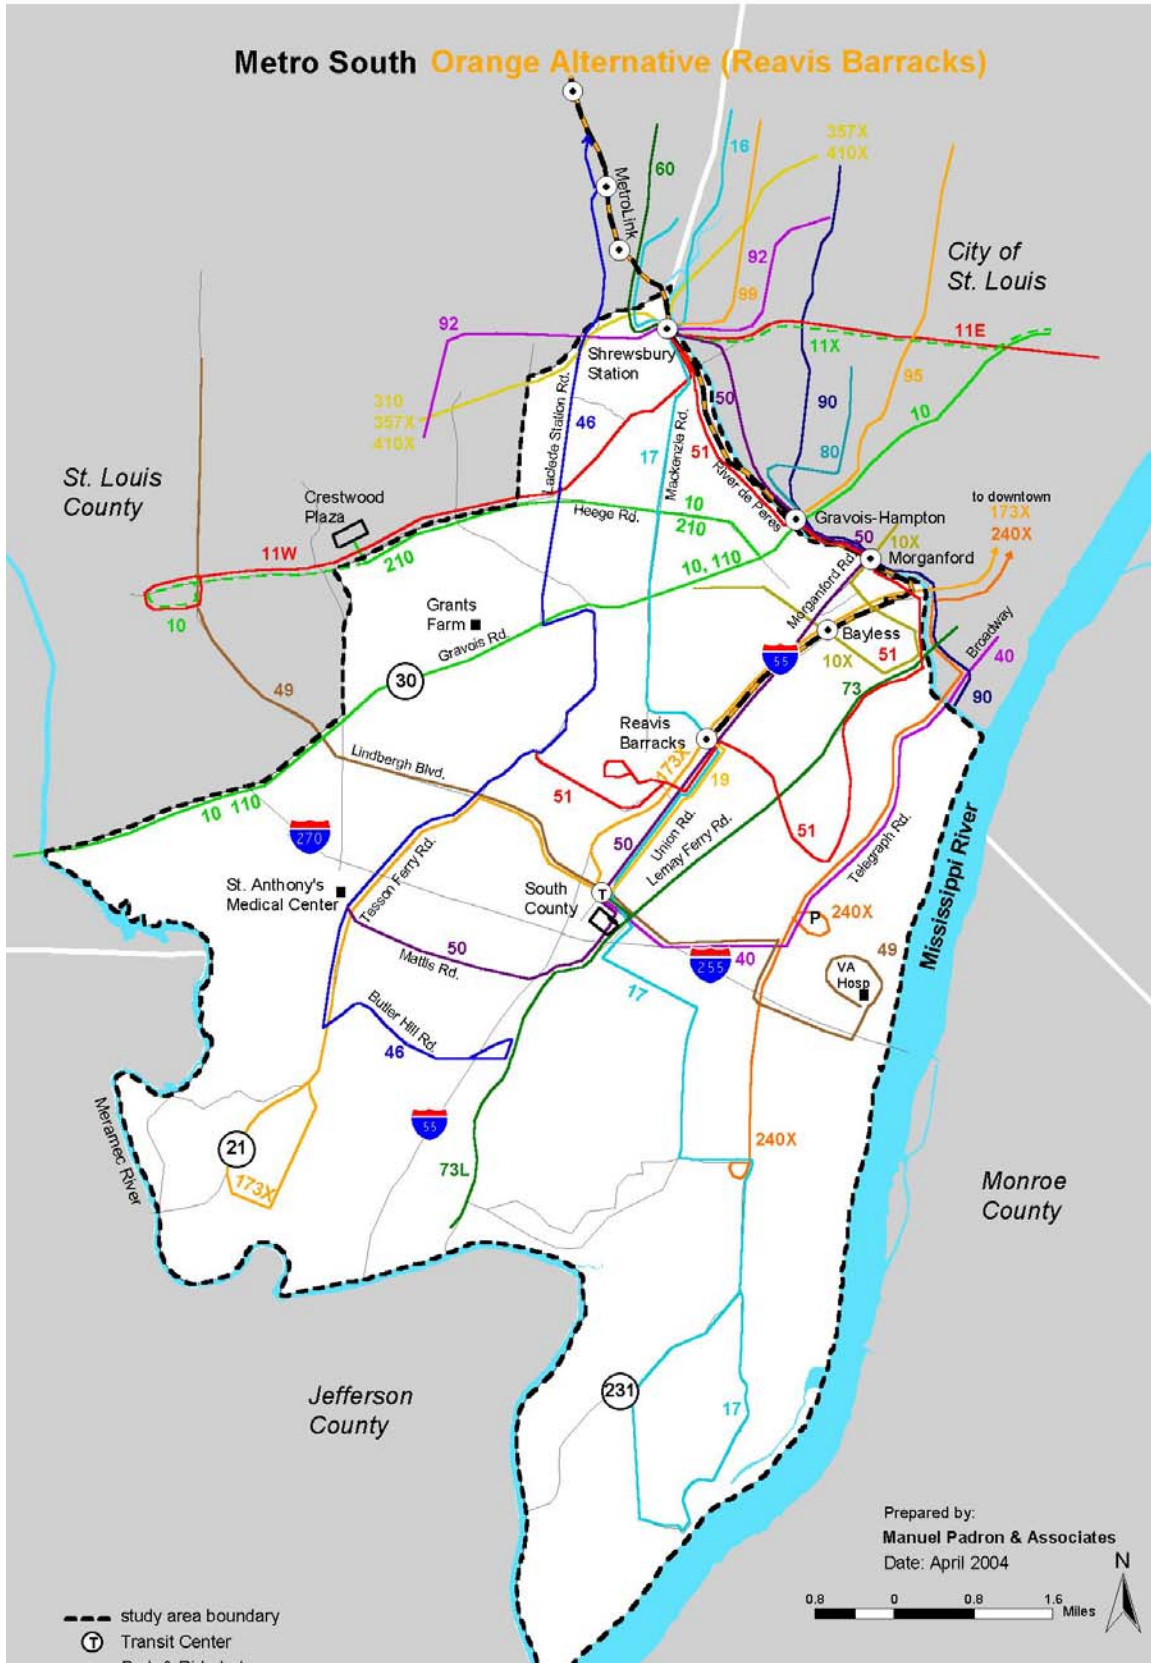 Metro South Orange Alternative (Reavis Barracks)
357X
410X
16
60
MetroLink
92
City of
St. Louis
99
92
11E
11X
Shrewsbury
Station
95
310
357X
410X
Laclede Station Rd.
46
50
90
10
80
17
Mackenzie Rd.
51
River de Peres
St. Louis
County
Crestwood
Plaza
to downtown
173X
240X
Heege Rd.
10
210
Gravois-Hampton
50
10X
Morganford
11W
210
10, 110
Morganford Rd.
10
Grants
Farm
Gravois Rd.
Bayless
Broadway
10X
51
40
55
30
49
73
90
Reavis
Barracks
Lindbergh Blvd.
173X
19
51
10 110
270
50
Union Rd.
Lemay Ferry Rd.
51
Telegraph Rd.
Mississippi River
Tesson Ferry Rd.
St. Anthony's
Medical Center
South
County
T
P
240X
50
Mattis Rd.
40
255
49
VA
Hosp
17
Butler Hill Rd.
46
Meramec River
55
21
173X
73L
240X
Monroe
County
Jefferson
County
231
17
Prepared by:
Manuel Padron & Associates
Date: April 2004
N
0.8 0 0.8 1.6
Miles
study area boundary
T Transit Center